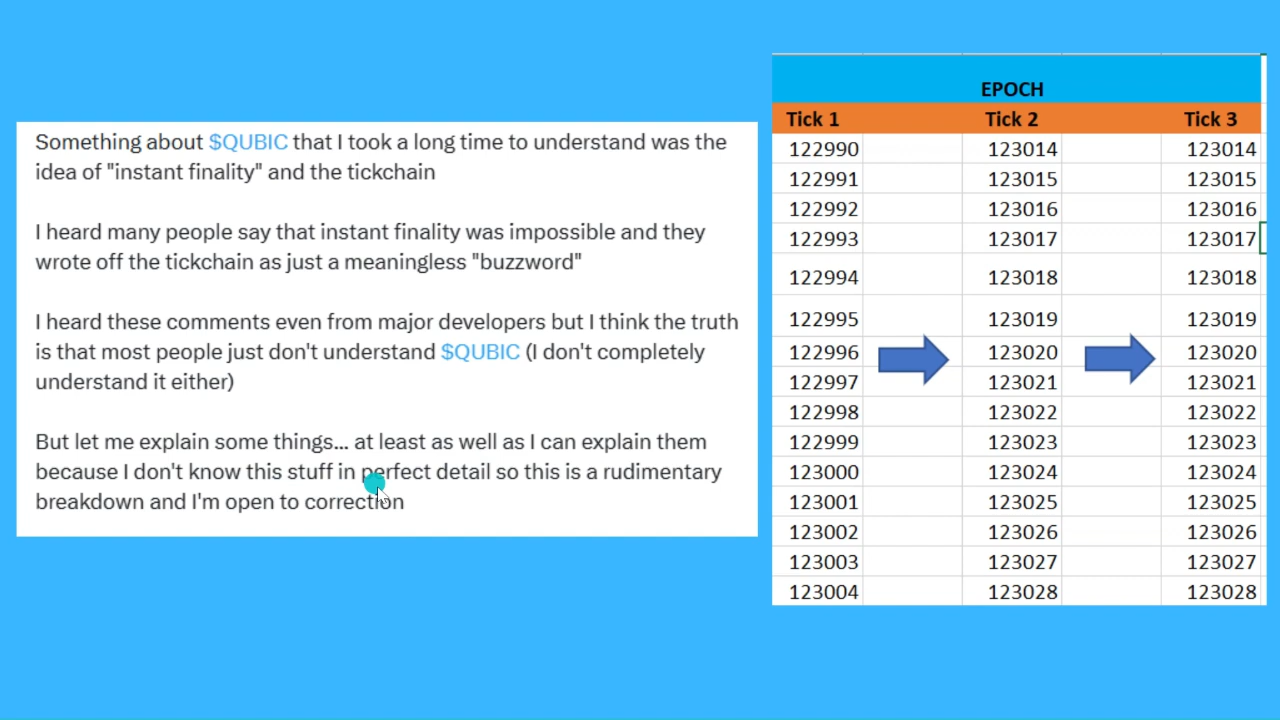 Something about $QUBIC that I took a long time to understand was the
idea of "instant finality" and the tickchain
I heard many people say that instant finality was impossible and they
wrote off the tickchain as just a meaningless "buzzword"
I heard these comments even from major developers but I think the truth
is that most people just don't understand $QUBIC (I don't completely
understand it either)
But let me explain some things... at least as well as I can explain them
because I don't know this stuff in perfect detail so this is a rudimentary
breakdown and I'm open to correction
EPOCH
Tick 1 Tick 2 Tick 3
122990 123014 123014
122991 123015 123015
122992 123016 123016
122993 123017 123017
122994 123018 123018
122995 123019 123019
122996 123020 123020
122997 123021 123021
122998 123022 123022
122999 123023 123023
123000 123024 123024
123001 123025 123025
123002 123026 123026
123003 123027 123027
123004 123028 123028